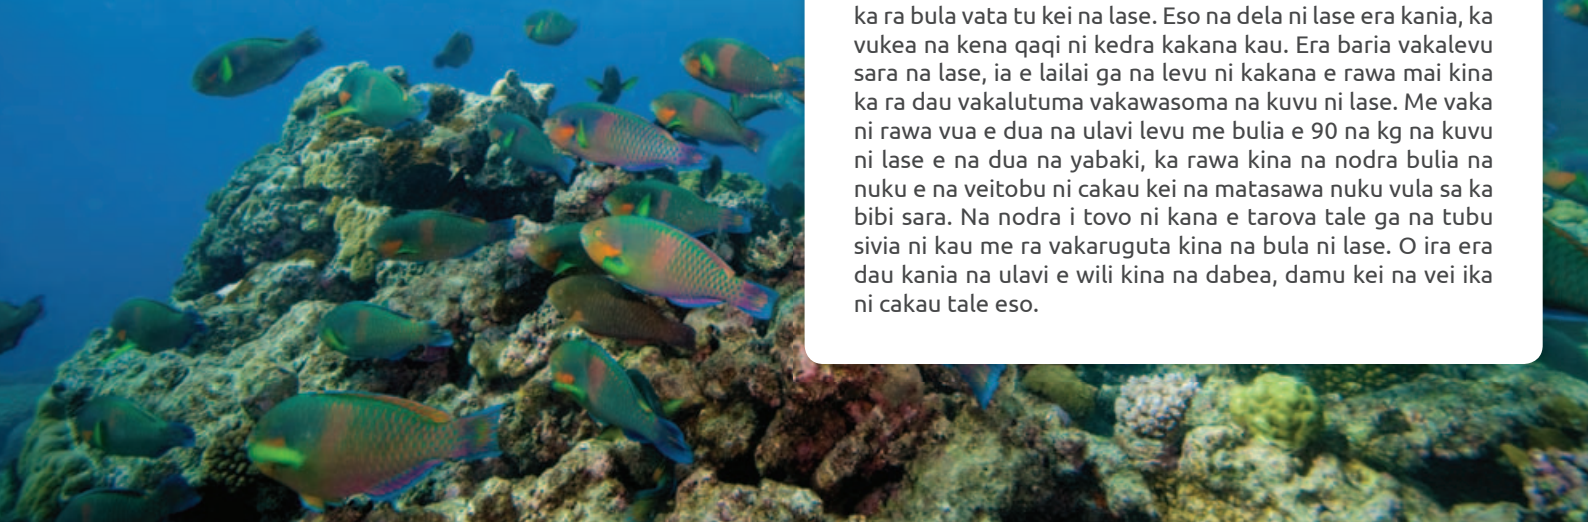 ka ra bula vata tu kei na lase. Eso na dela ni lase era kania, ka
vukea na kena qaqi ni kedra kakana kau. Era baria vakalevu
sara na lase, ia e lailai ga na levu ni kakana e rawa mai kina
ka ra dau vakalutuma vakawasoma na kuvu ni lase. Me vaka
ni rawa vua e dua na ulavi levu me bulia e 90 na kg na kuvu
ni lase e na dua na yabaki, ka rawa kina na nodra bulia na
nuku e na veitobu ni cakau kei na matasawa nuku vula sa ka
bibi sara. Na nodra i tovo ni kana e tarova tale ga na tubu
sivia ni kau me ra vakaruguta kina na bula ni lase. O ira era
dau kania na ulavi e wili kina na dabea, damu kei na vei ika
ni cakau tale eso.